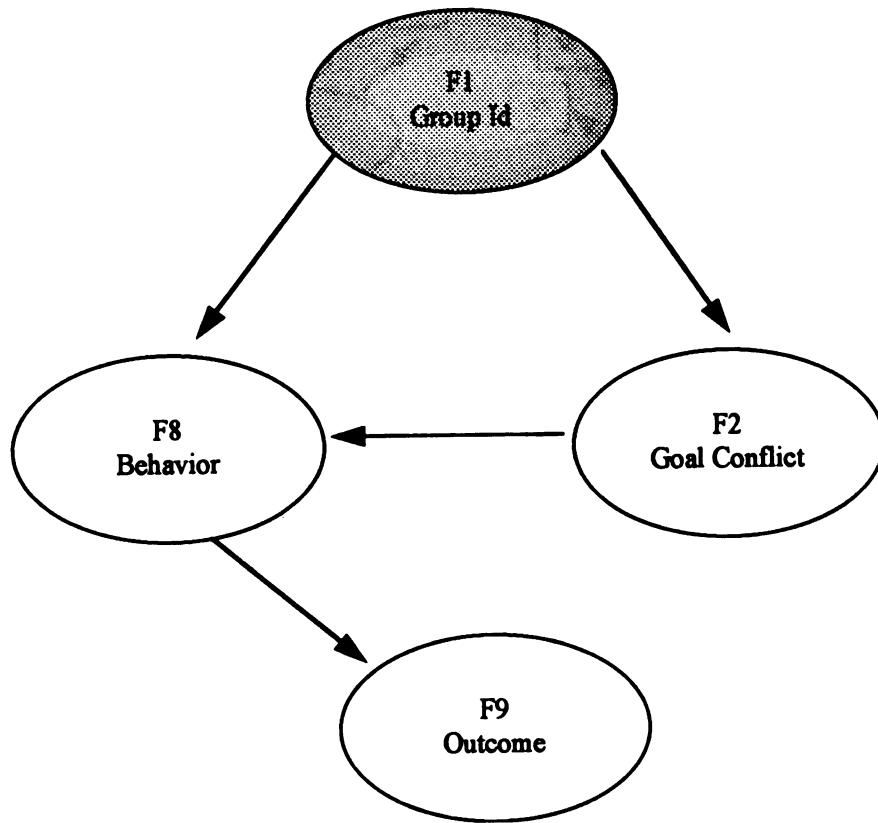 F1
Group Id
F8
Behavior
F2
Goal Conflict
F9
Outcome